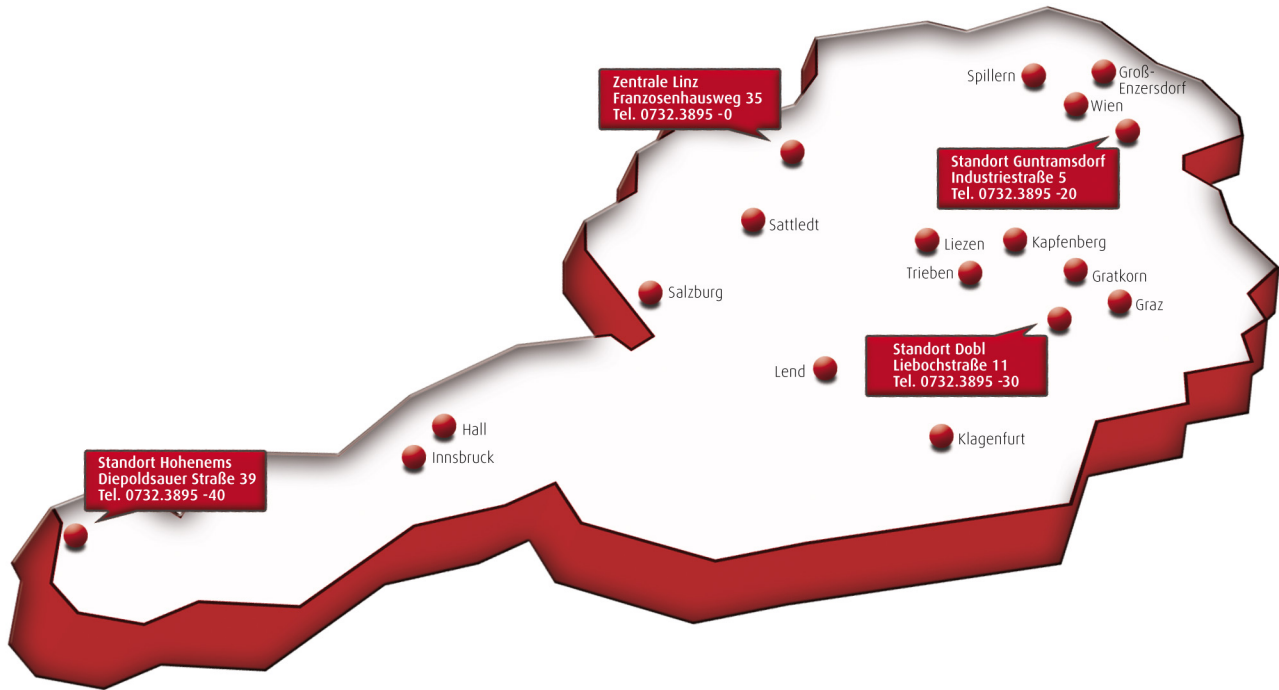 Spillern
Groß-
Enzersdorf
Wien
Zentrale Linz
Franzosenhausweg 35
Tel. 0732.3895 -0
Standort Guntramsdorf
Industriestraße 5
Tel. 0732.3895 -20
Sattledt
Liezen
Kapfenberg
Trieben
Gratkorn
Salzburg
Graz
Standort Dobl
Liebochstraße 11
Tel. 0732.3895 -30
Lend
Hall
Klagenfurt
Innsbruck
Standort Hohenems
Diepoldsauer Straße 39
Tel. 0732.3895 -40